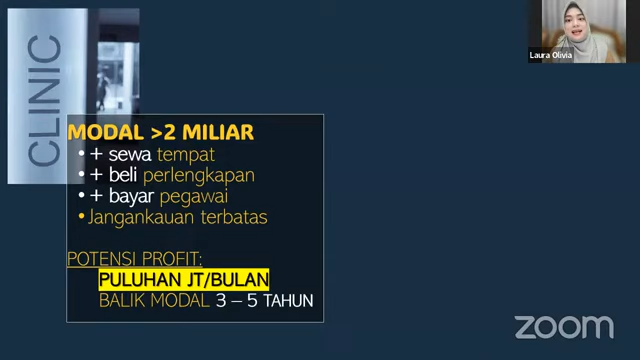 CLINIC
MODAL >2 MILIAR
• + sewa tempat
• + beli perlengkapan
• + bayar pegawai
• Jangankauan terbatas
POTENSI PROFIT:
PULUHAN JT/BULAN
BALIK MODAL 3 – 5 TAHUN
Laura Olivia
zoom